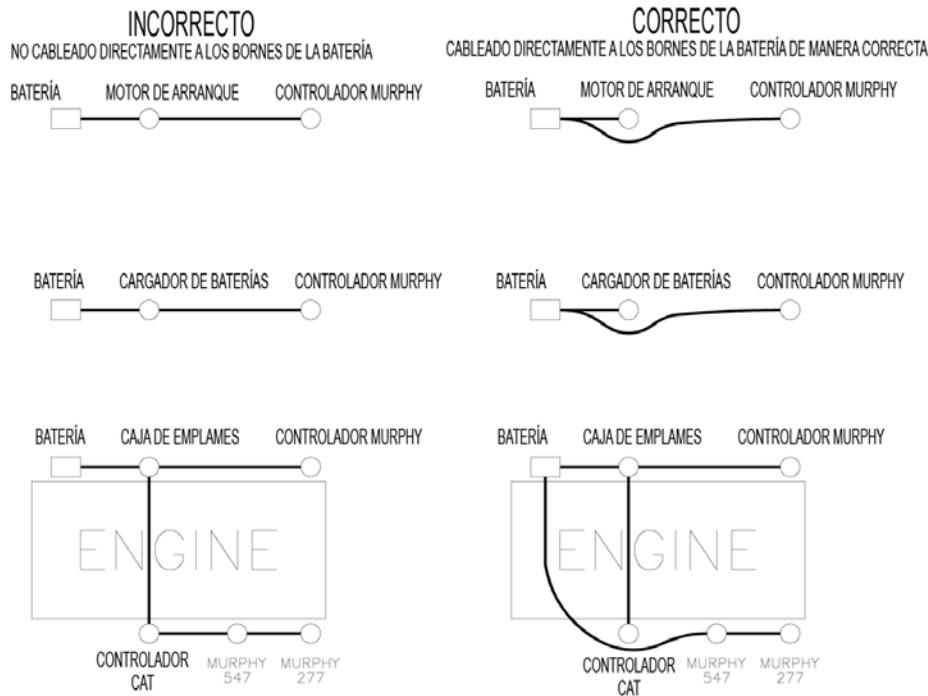 INCORRECTO
NO CABLEADO DIRECTAMENTE A LOS BORNES DE LA BATERÍA
BATERÍA MOTOR DE ARRANQUE CONTROLADOR MURPHY
BATERÍA CARGADOR DE BATERÍAS CONTROLADOR MURPHY
BATERÍA CAJA DE EMPLAMES CONTROLADOR MURPHY
ENGINE
CONTROLADOR
CAT
MURPHY
547
MURPHY
277
CORRECTO
CABLEADO DIRECTAMENTE A LOS BORNES DE LA BATERÍA DE MANERA CORRECTA
BATERÍA MOTOR DE ARRANQUE CONTROLADOR MURPHY
BATERÍA CARGADOR DE BATERÍAS CONTROLADOR MURPHY
BATERÍA CAJA DE EMPLAMES CONTROLADOR MURPHY
ENGINE
CONTROLADOR
CAT
MURPHY
547
MURPHY
277